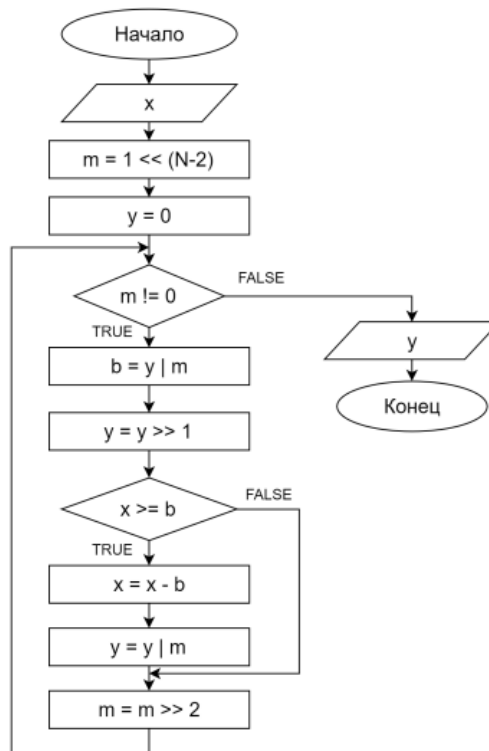 Начало
x
m = 1 << (N-2)
y = 0
m != 0
FALSE
TRUE
y
b = y | m
Конец
y = y >> 1
x >= b
FALSE
TRUE
x = x - b
y = y | m
m = m >> 2